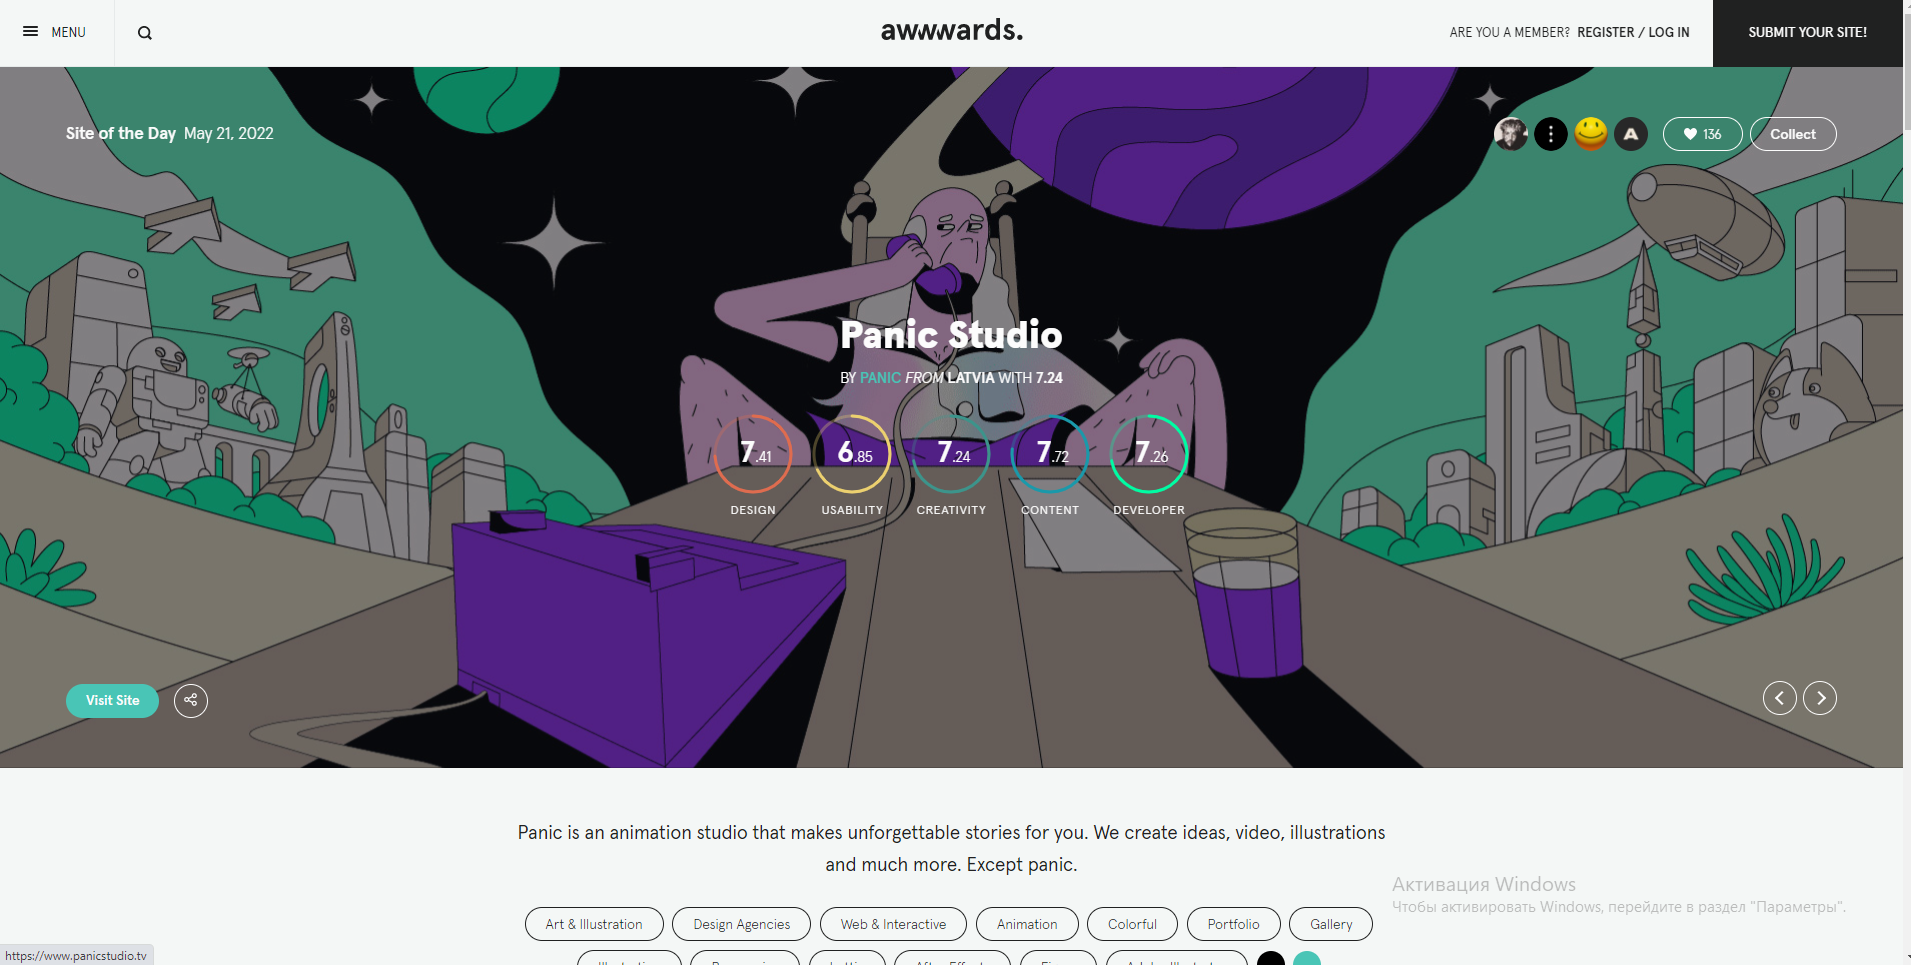 MENU
awwwards.
ARE YOU A MEMBER? REGISTER / LOG IN
SUBMIT YOUR SITE!
Site of the Day May 21, 2022
A
136
Collect
Panic Studio
BY PANIC FROM LATVIA WITH 7.24
7.41 6.85 7.24 7.72 7.26
DESIGN USABILITY CREATIVITY CONTENT DEVELOPER
Visit Site
Panic is an animation studio that makes unforgettable stories for you. We create ideas, video, illustrations
and much more. Except panic.
Активация Windows
Чтобы активировать Windows, перейдите в раздел "Параметры".
Art & Illustration Design Agencies Web & Interactive Animation Colorful Portfolio Gallery
https://www.panicstudio.tv